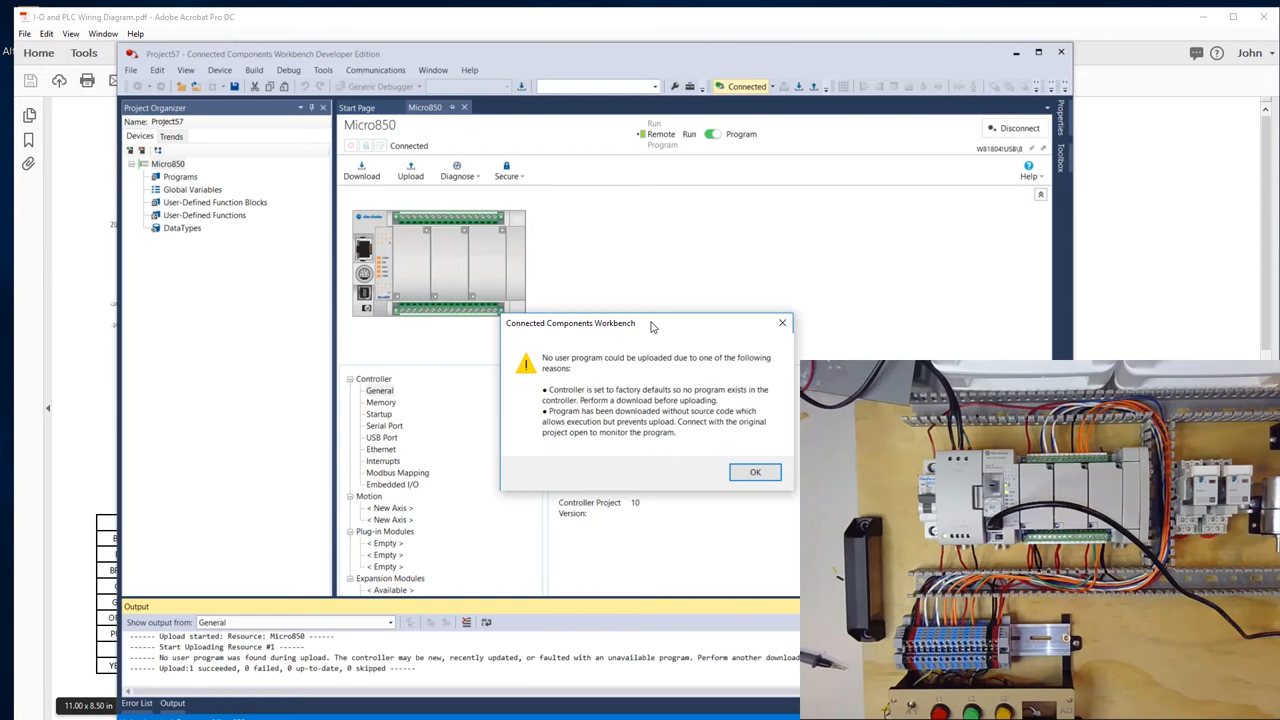 I-O and PLC Wiring Diagram.pdf - Adobe Acrobat Pro DC
File Edit View Window Help
Home Tools
John
Project57 - Connected Components Workbench Developer Edition
File Edit View Device Build Debug Tools Communications Window Help
Generic Debugger
Connected
Project Organizer
Name: Project57
Devices Trends
Micro850
Programs
Global Variables
User-Defined Function Blocks
User-Defined Functions
DataTypes
Start Page Micro850
Micro850
Connected
Run
Remote Run Program
Program
Disconnect
Download Upload Diagnose Secure
Help
Properties
Toolbox
Connected Components Workbench
No user program could be uploaded due to one of the following
reasons:
● Controller is set to factory defaults so no program exists in the
controller. Perform a download before uploading.
● Program has been downloaded without source code which
allows execution but prevents upload. Connect with the original
project open to monitor the program.
OK
Controller
General
Memory
Startup
Serial Port
USB Port
Ethernet
Interrupts
Modbus Mapping
Embedded I/O
Motion
< New Axis >
< New Axis >
Plug-in Modules
< Empty >
< Empty >
< Empty >
Expansion Modules
< Available >
Controller Project 10
Version:
Output
Show output from: General
------ Upload started: Resource: Micro850 ------
------ Start Uploading Resource #1 ------
------ No user program was found during upload. The controller may be new, recently updated, or faulted with an unavailable program. Perform another download
------ Upload:1 succeeded, 0 failed, 0 up-to-date, 0 skipped ------
Error List Output
11.00 x 8.50 in